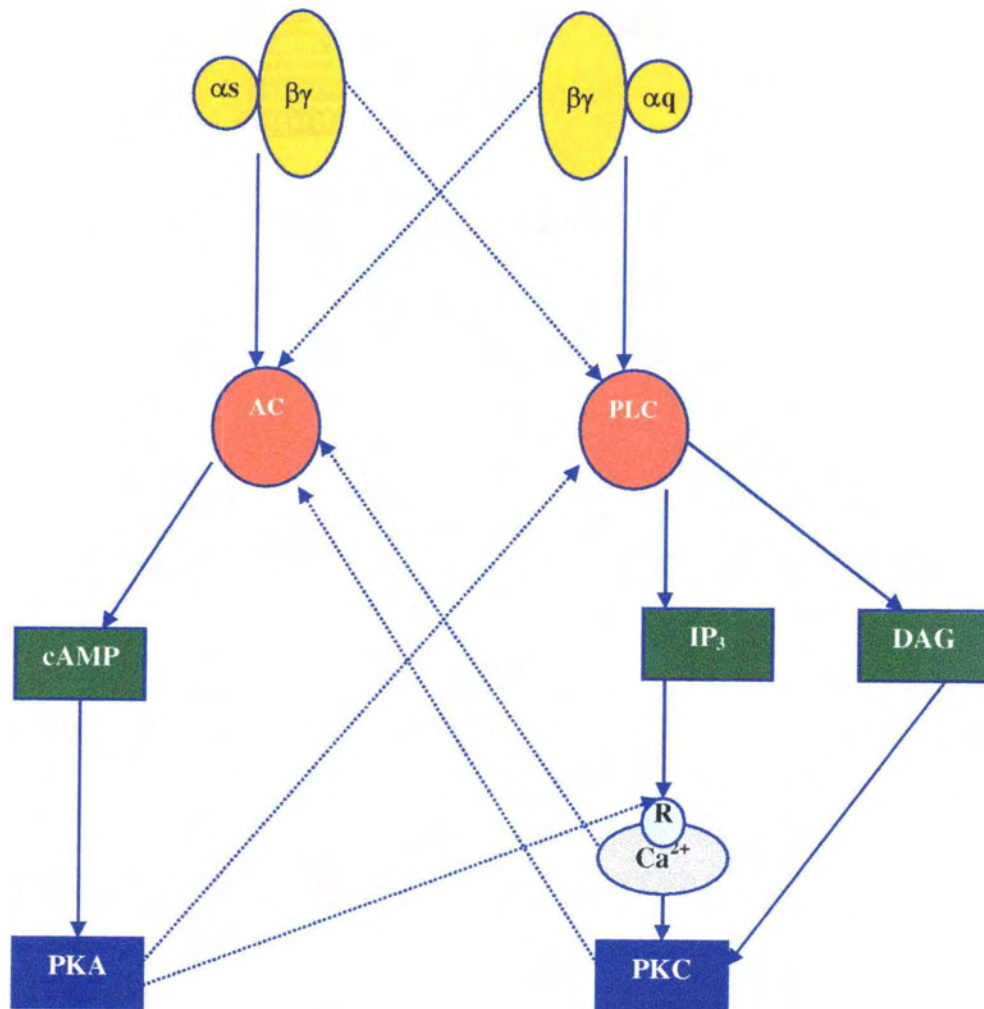 αs βγ βγ αq
AC PLC
cAMP IP₃ DAG
R
Ca²⁺
PKA PKC